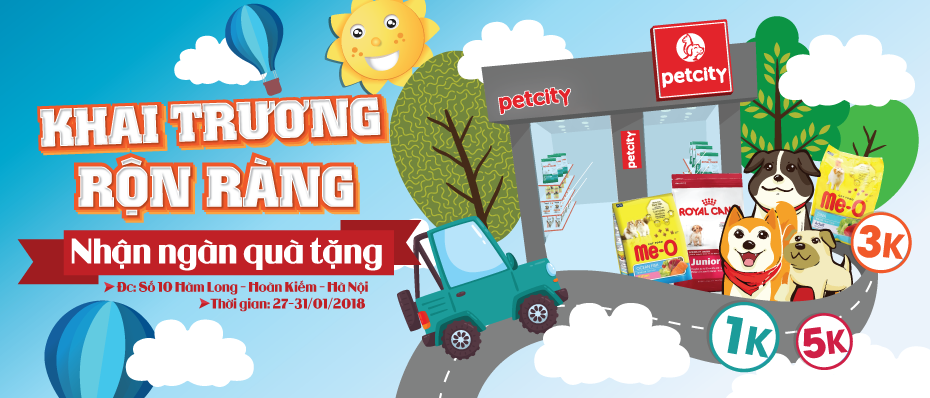 KHAI TRƯƠNG
RỘN RÀNG
Nhận ngàn quà tặng
Đc: Số 10 Hàm Long - Hoàn Kiếm - Hà Nội
Thời gian: 27-31/01/2018
petcity
petcity
petcity
me-o
ROYAL CANIN
Junior
me-o
3K
1K
5K